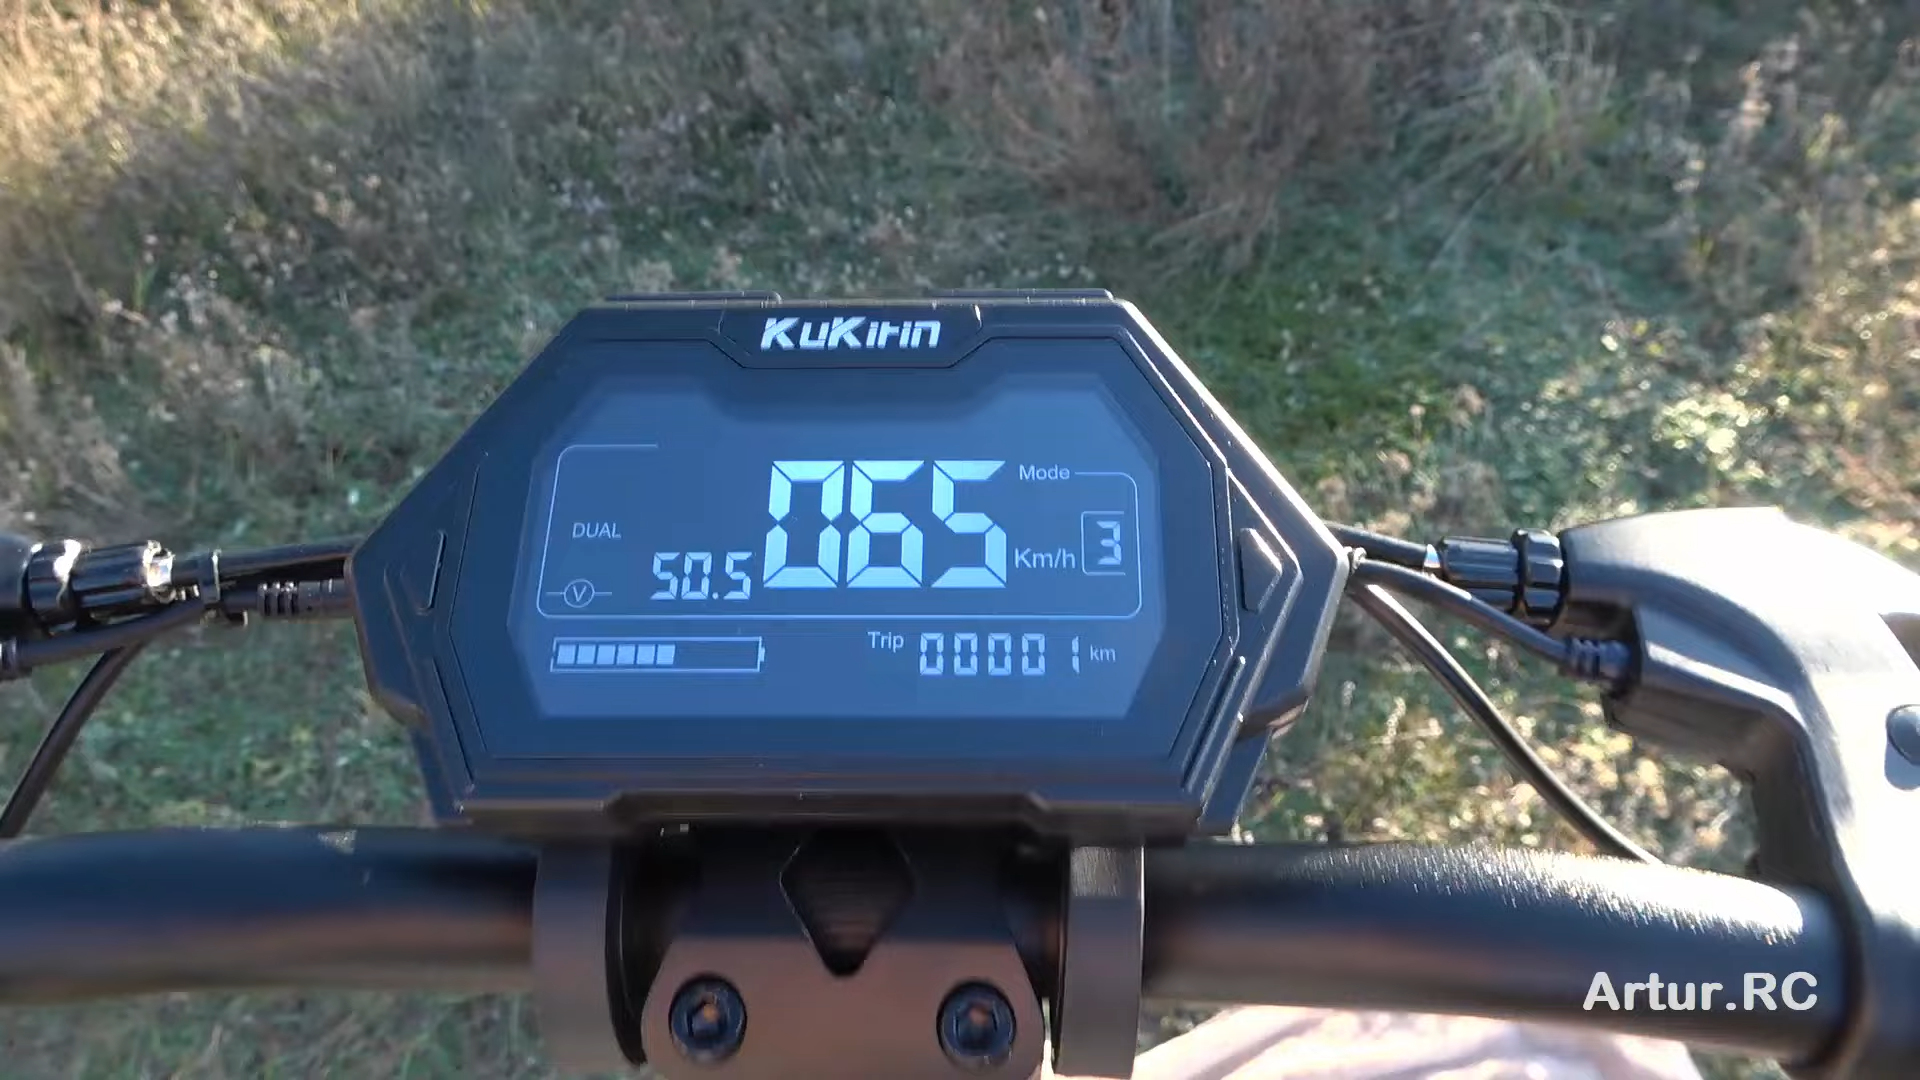 KuKirin
065
Mode
DUAL
50.5
Km/h
3
V
Trip
00001
km
Artur.RC